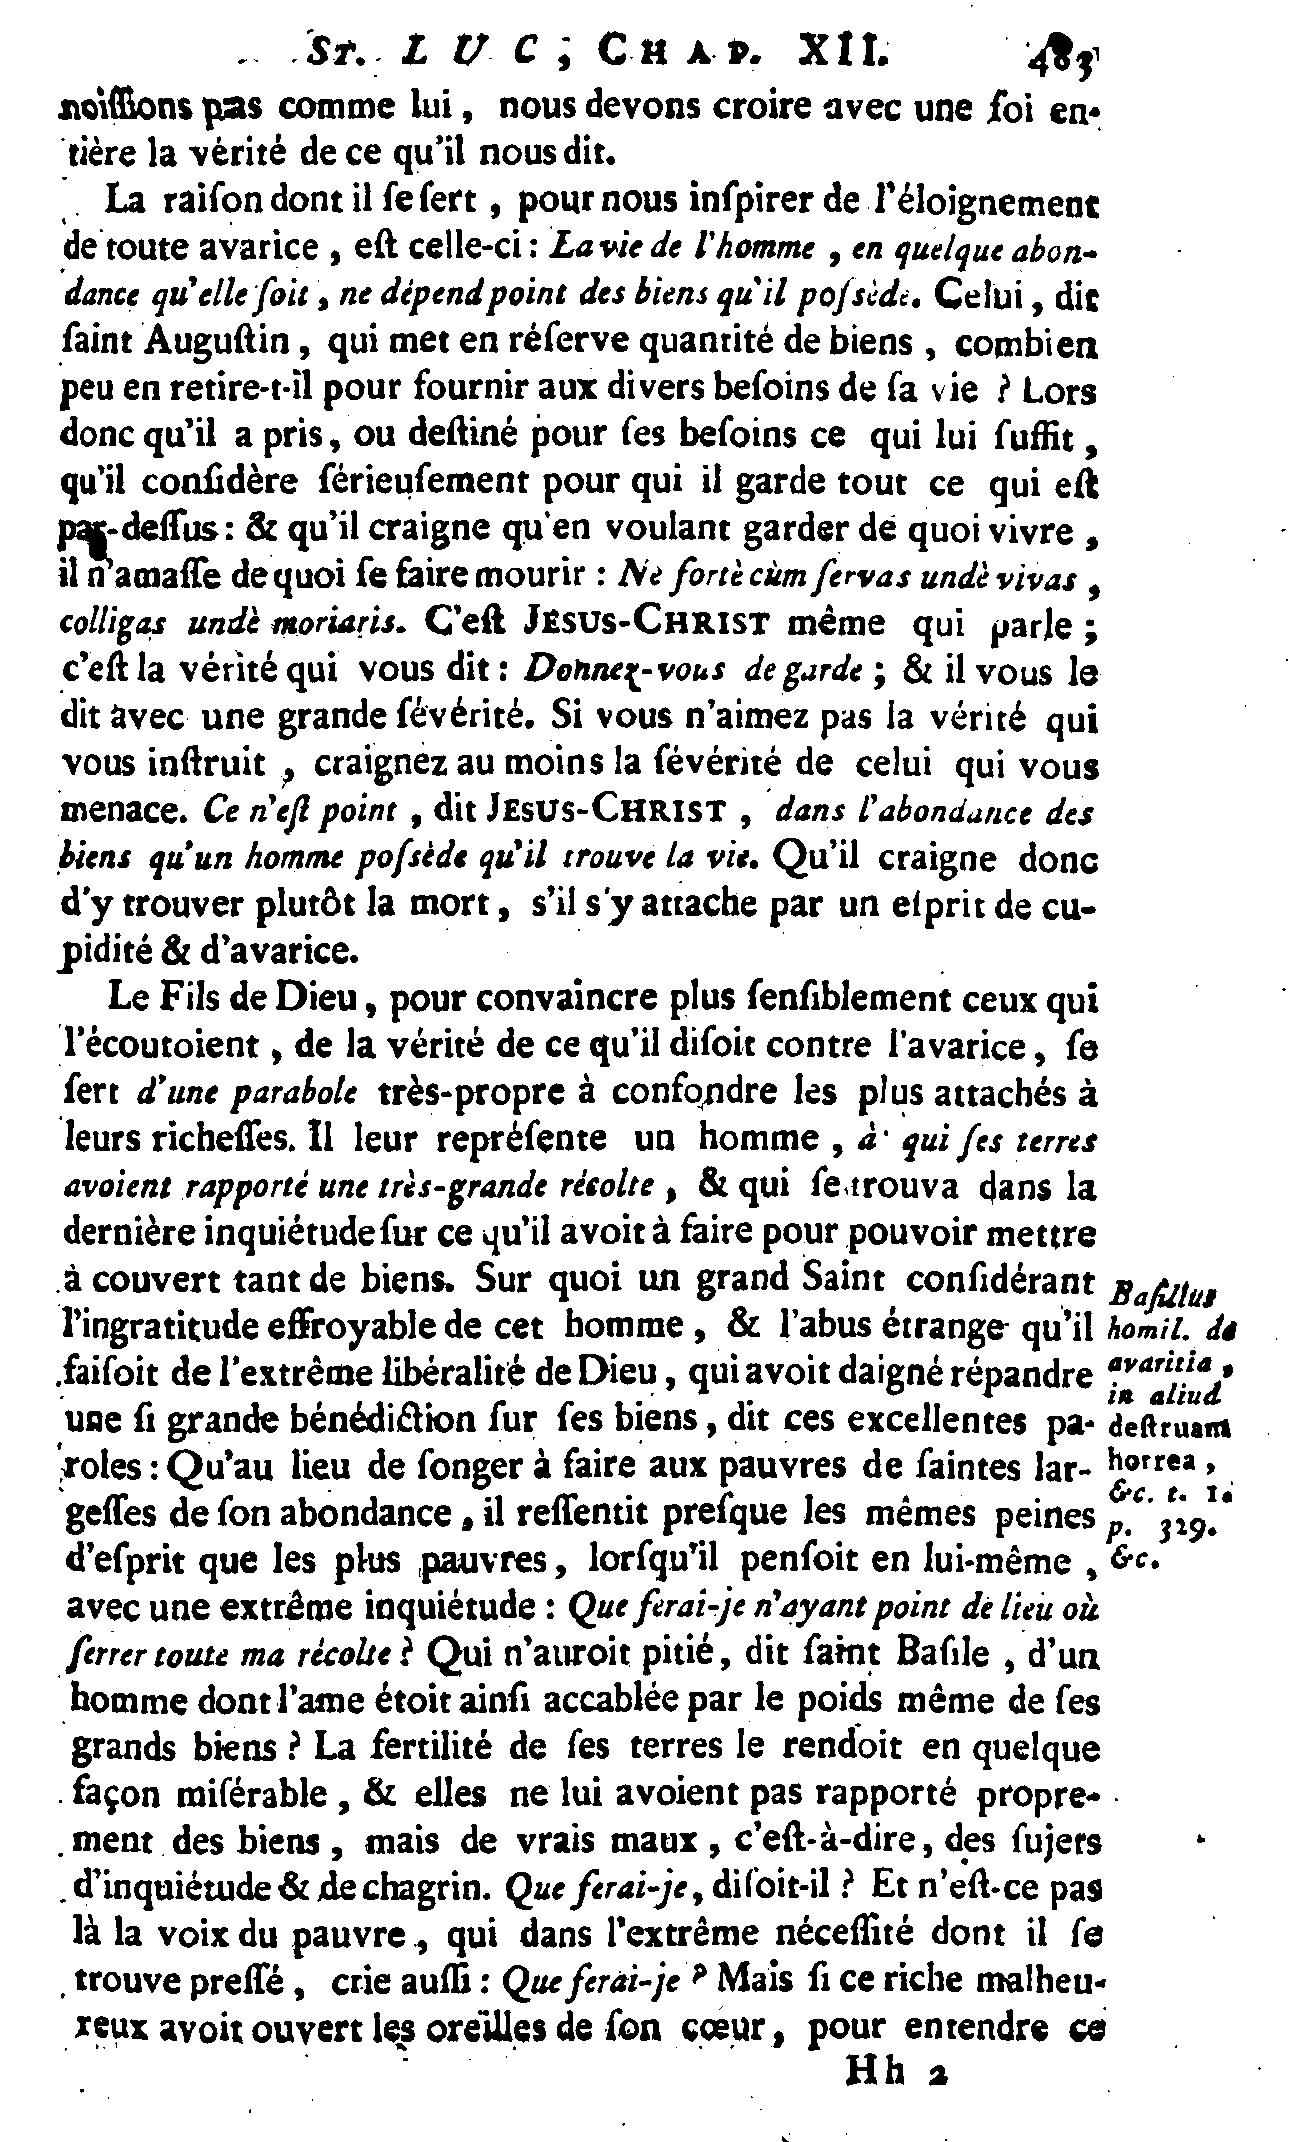 St. LUC, CHAP. XII. 483
noiſſions pas comme lui, nous devons croire avec une foi en-
tière la vérité de ce qu'il nous dit.
La raiſon dont il ſe ſert, pour nous inſpirer de l'éloignement
de toute avarice, eſt celle-ci : La vie de l'homme, en quelque abon-
dance qu'elle ſoit, ne dépend point des biens qu'il poſsède. Celui, dit
ſaint Auguſtin, qui met en réſerve quantité de biens, combien
peu en retire-t-il pour fournir aux divers beſoins de ſa vie ? Lors
donc qu'il a pris, ou deſtiné pour ſes beſoins ce qui lui ſuffit,
qu'il conſidère ſérieuſement pour qui il garde tout ce qui eſt
par-deſſus : & qu'il craigne qu'en voulant garder de quoi vivre,
il n'amaſſe de quoi ſe faire mourir : Ne fortè cùm ſervas undè vivas,
colligas undè moriaris. C'eſt JESUS-CHRIST même qui parle ;
c'eſt la vérité qui vous dit : Donnez-vous de garde ; & il vous le
dit avec une grande ſévérité. Si vous n'aimez pas la vérité qui
vous inſtruit, craignez au moins la ſévérité de celui qui vous
menace. Ce n'eſt point, dit JESUS-CHRIST, dans l'abondance des
biens qu'un homme poſsède qu'il trouve la vie. Qu'il craigne donc
d'y trouver plutôt la mort, s'il s'y attache par un eſprit de cu-
pidité & d'avarice.
Le Fils de Dieu, pour convaincre plus ſenſiblement ceux qui
l'écoutoient, de la vérité de ce qu'il diſoit contre l'avarice, ſe
ſert d'une parabole très-propre à confondre les plus attachés à
leurs richeſſes. Il leur repréſente un homme, à qui ſes terres
avoient rapporté une très-grande récolte, & qui ſe trouva dans la
dernière inquiétude ſur ce qu'il avoit à faire pour pouvoir mettre
à couvert tant de biens. Sur quoi un grand Saint conſidérant
l'ingratitude effroyable de cet homme, & l'abus étrange qu'il
faiſoit de l'extrême libéralité de Dieu, qui avoit daigné répandre
une ſi grande bénédiction ſur ſes biens, dit ces excellentes pa-
roles : Qu'au lieu de ſonger à faire aux pauvres de ſaintes lar-
geſſes de ſon abondance, il reſſentit preſque les mêmes peines
d'eſprit que les plus pauvres, lorſqu'il penſoit en lui-même,
avec une extrême inquiétude : Que ferai-je n'ayant point de lieu où
ſerrer toute ma récolte ? Qui n'auroit pitié, dit ſaint Baſile, d'un
homme dont l'ame étoit ainſi accablée par le poids même de ſes
grands biens ? La fertilité de ſes terres le rendoit en quelque
façon miſérable, & elles ne lui avoient pas rapporté propre-
ment des biens, mais de vrais maux, c'eſt-à-dire, des ſujets
d'inquiétude & de chagrin. Que ferai-je, diſoit-il ? Et n'eſt-ce pas
là la voix du pauvre, qui dans l'extrême néceſſité dont il ſe
trouve preſſé, crie auſſi : Que ferai-je ? Mais ſi ce riche malheu-
reux avoit ouvert les oreilles de ſon cœur, pour entendre ce
Hh 2
Baſilius
homil. de
avaritia,
in aliud
deſtruam
horrea,
&c. t. 1.
p. 329.
&c.